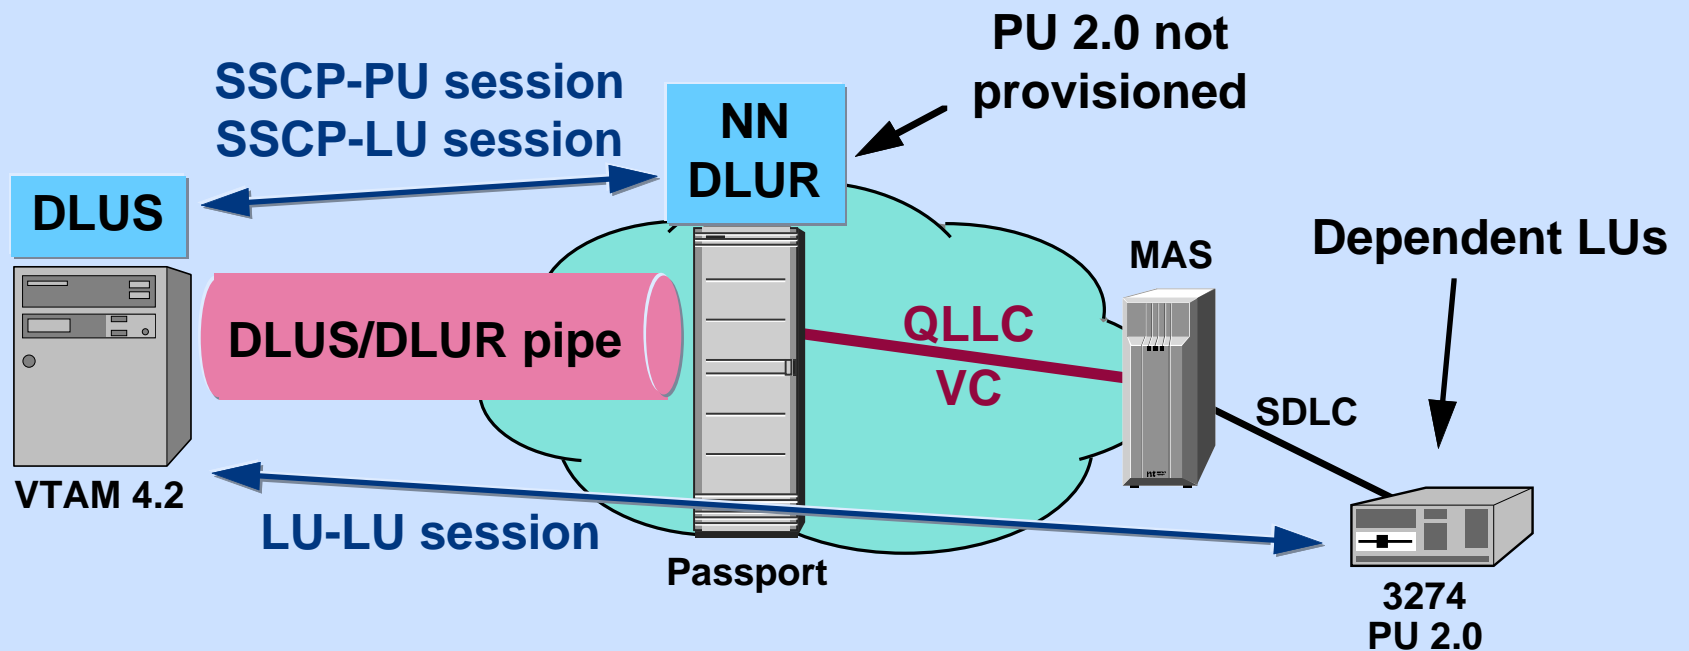 PU 2.0 not
provisioned
SSCP-PU session
SSCP-LU session
NN
DLUR
DLUS
Dependent LUs
MAS
DLUS/DLUR pipe
QLLC
VC
SDLC
VTAM 4.2
LU-LU session
nt
Passport
3274
PU 2.0